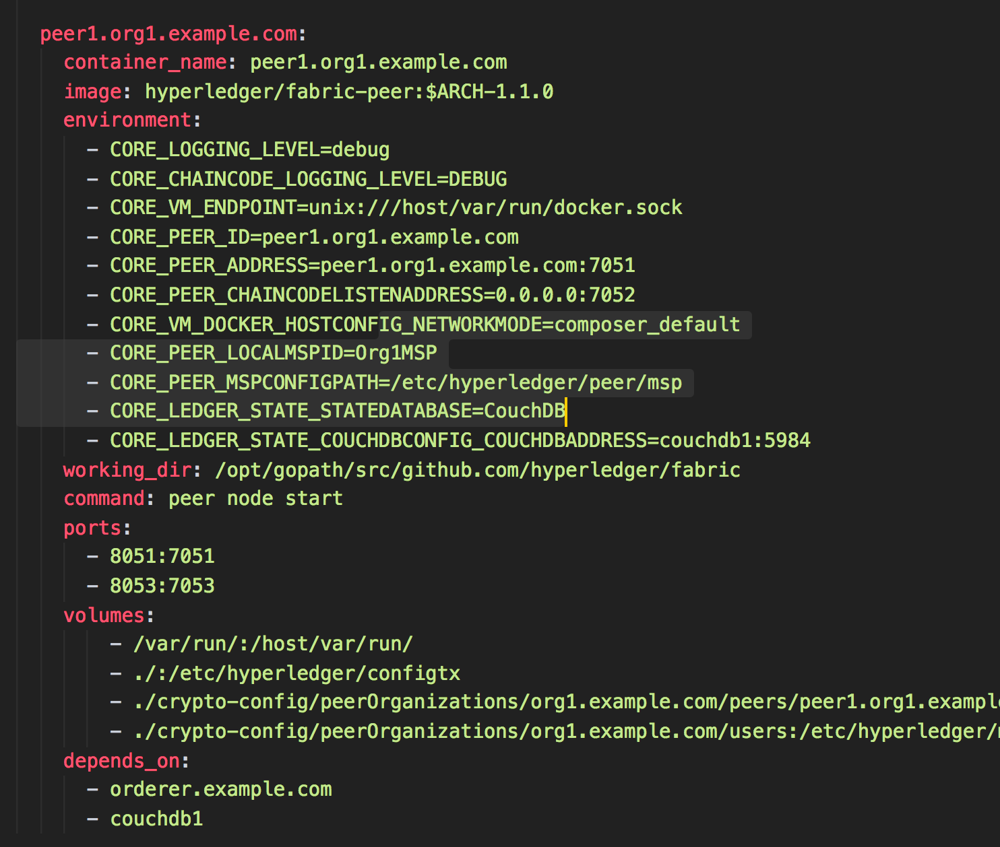 peer1.org1.example.com:
container_name: peer1.org1.example.com
image: hyperledger/fabric-peer:$ARCH-1.1.0
environment:
- CORE_LOGGING_LEVEL=debug
- CORE_CHAINCODE_LOGGING_LEVEL=DEBUG
- CORE_VM_ENDPOINT=unix:///host/var/run/docker.sock
- CORE_PEER_ID=peer1.org1.example.com
- CORE_PEER_ADDRESS=peer1.org1.example.com:7051
- CORE_PEER_CHAINCODELISTENADDRESS=0.0.0.0:7052
- CORE_VM_DOCKER_HOSTCONFIG_NETWORKMODE=composer_default
- CORE_PEER_LOCALMSPID=Org1MSP
- CORE_PEER_MSPCONFIGPATH=/etc/hyperledger/peer/msp
- CORE_LEDGER_STATE_STATEDATABASE=CouchDB
- CORE_LEDGER_STATE_COUCHDBCONFIG_COUCHDBADDRESS=couchdb1:5984
working_dir: /opt/gopath/src/github.com/hyperledger/fabric
command: peer node start
ports:
- 8051:7051
- 8053:7053
volumes:
- /var/run/:/host/var/run/
- ./:/etc/hyperledger/configtx
- ./crypto-config/peerOrganizations/org1.example.com/peers/peer1.org1.exampl
- ./crypto-config/peerOrganizations/org1.example.com/users:/etc/hyperledger/
depends_on:
- orderer.example.com
- couchdb1